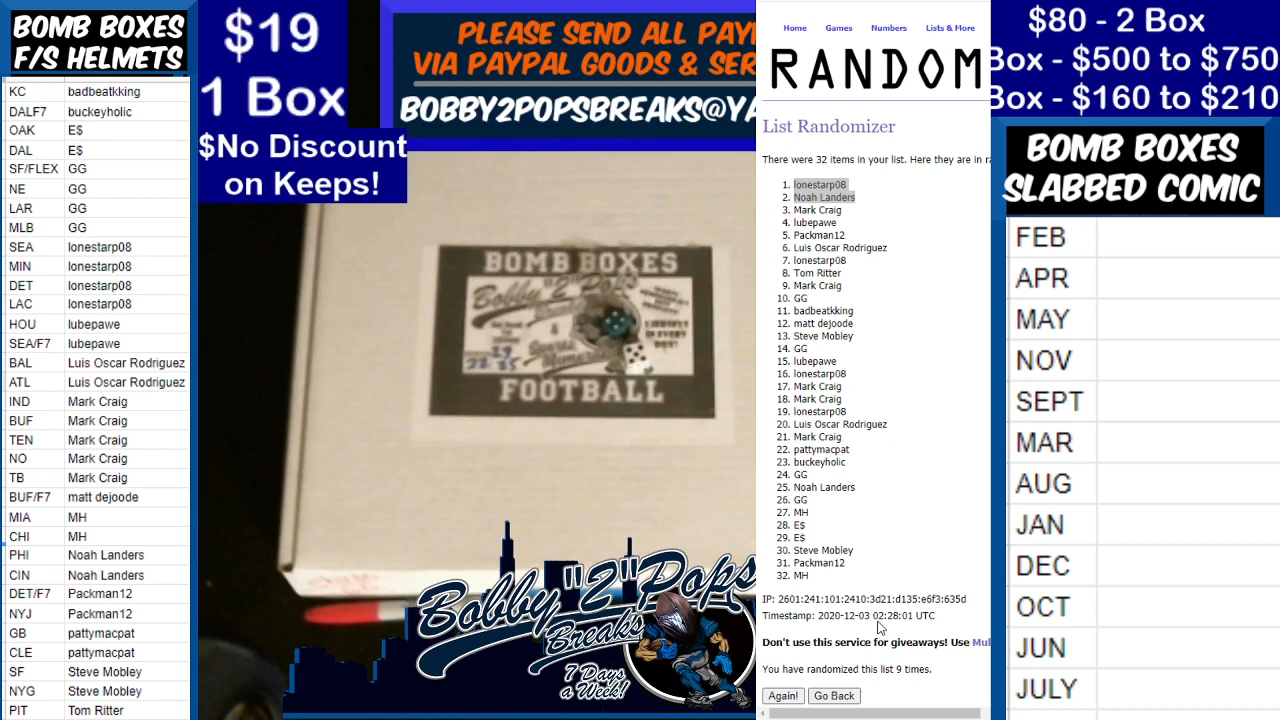 BOMB BOXES
F/S HELMETS
KC badbeatkking
DALF7 buckeyholic
OAK E$
DAL E$
SF/FLEX GG
NE GG
LAR GG
MLB GG
SEA lonestarp08
MIN lonestarp08
DET lonestarp08
LAC lonestarp08
HOU lubepawe
SEA/F7 lubepawe
BAL Luis Oscar Rodriguez
ATL Luis Oscar Rodriguez
IND Mark Craig
BUF Mark Craig
TEN Mark Craig
NO Mark Craig
TB Mark Craig
BUF/F7 matt dejoode
MIA MH
CHI MH
PHI Noah Landers
CIN Noah Landers
DET/F7 Packman12
NYJ Packman12
GB pattymacpat
CLE pattymacpat
SF Steve Mobley
NYG Steve Mobley
PIT Tom Ritter
$19
1 Box
$No Discount
on Keeps!
PLEASE SEND ALL PAY
VIA PAYPAL GOODS & SER
BOBBY2POPSBREAKS@YA
BOMB BOXES
Bobby "2" Pops
FOOTBALL
Bobby "2" Pops
Breaks
7 Days
a Week!
Home Games Numbers Lists & More
RANDOM
List Randomizer
There were 32 items in your list. Here they are in ra
1. lonestarp08
2. Noah Landers
3. Mark Craig
4. lubepawe
5. Packman12
6. Luis Oscar Rodriguez
7. lonestarp08
8. Tom Ritter
9. Mark Craig
10. GG
11. badbeatkking
12. matt dejoode
13. Steve Mobley
14. GG
15. lubepawe
16. lonestarp08
17. Mark Craig
18. Mark Craig
19. lonestarp08
20. Luis Oscar Rodriguez
21. Mark Craig
22. pattymacpat
23. buckeyholic
24. GG
25. Noah Landers
26. GG
27. MH
28. E$
29. E$
30. Steve Mobley
31. Packman12
32. MH
IP: 2601:241:101:2410:3d21:d135:e6f3:635d
Timestamp: 2020-12-03 02:28:01 UTC
Don't use this service for giveaways! Use Mul
You have randomized this list 9 times.
Again! Go Back
$80 - 2 Box
Box - $500 to $750
Box - $160 to $210
BOMB BOXES
SLABBED COMIC
FEB
APR
MAY
NOV
SEPT
MAR
AUG
JAN
DEC
OCT
JUN
JULY